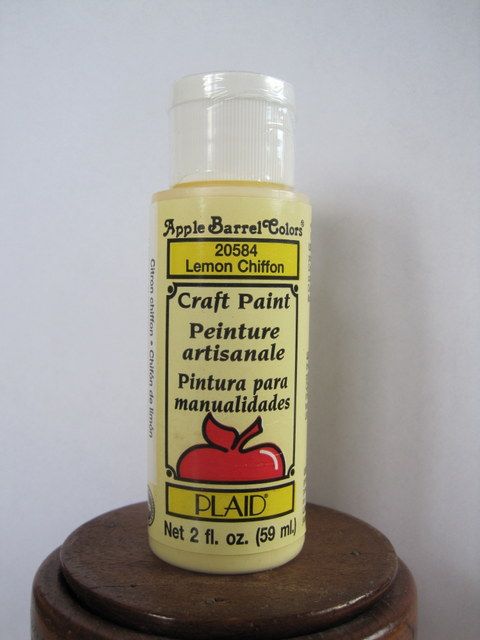 Apple Barrel Colors®
20584
Lemon Chiffon
Craft Paint
Peinture
artisanale
Pintura para
manualidades
PLAID®
Net 2 fl. oz. (59 ml.)
Citron chiffon • Chifón de limón